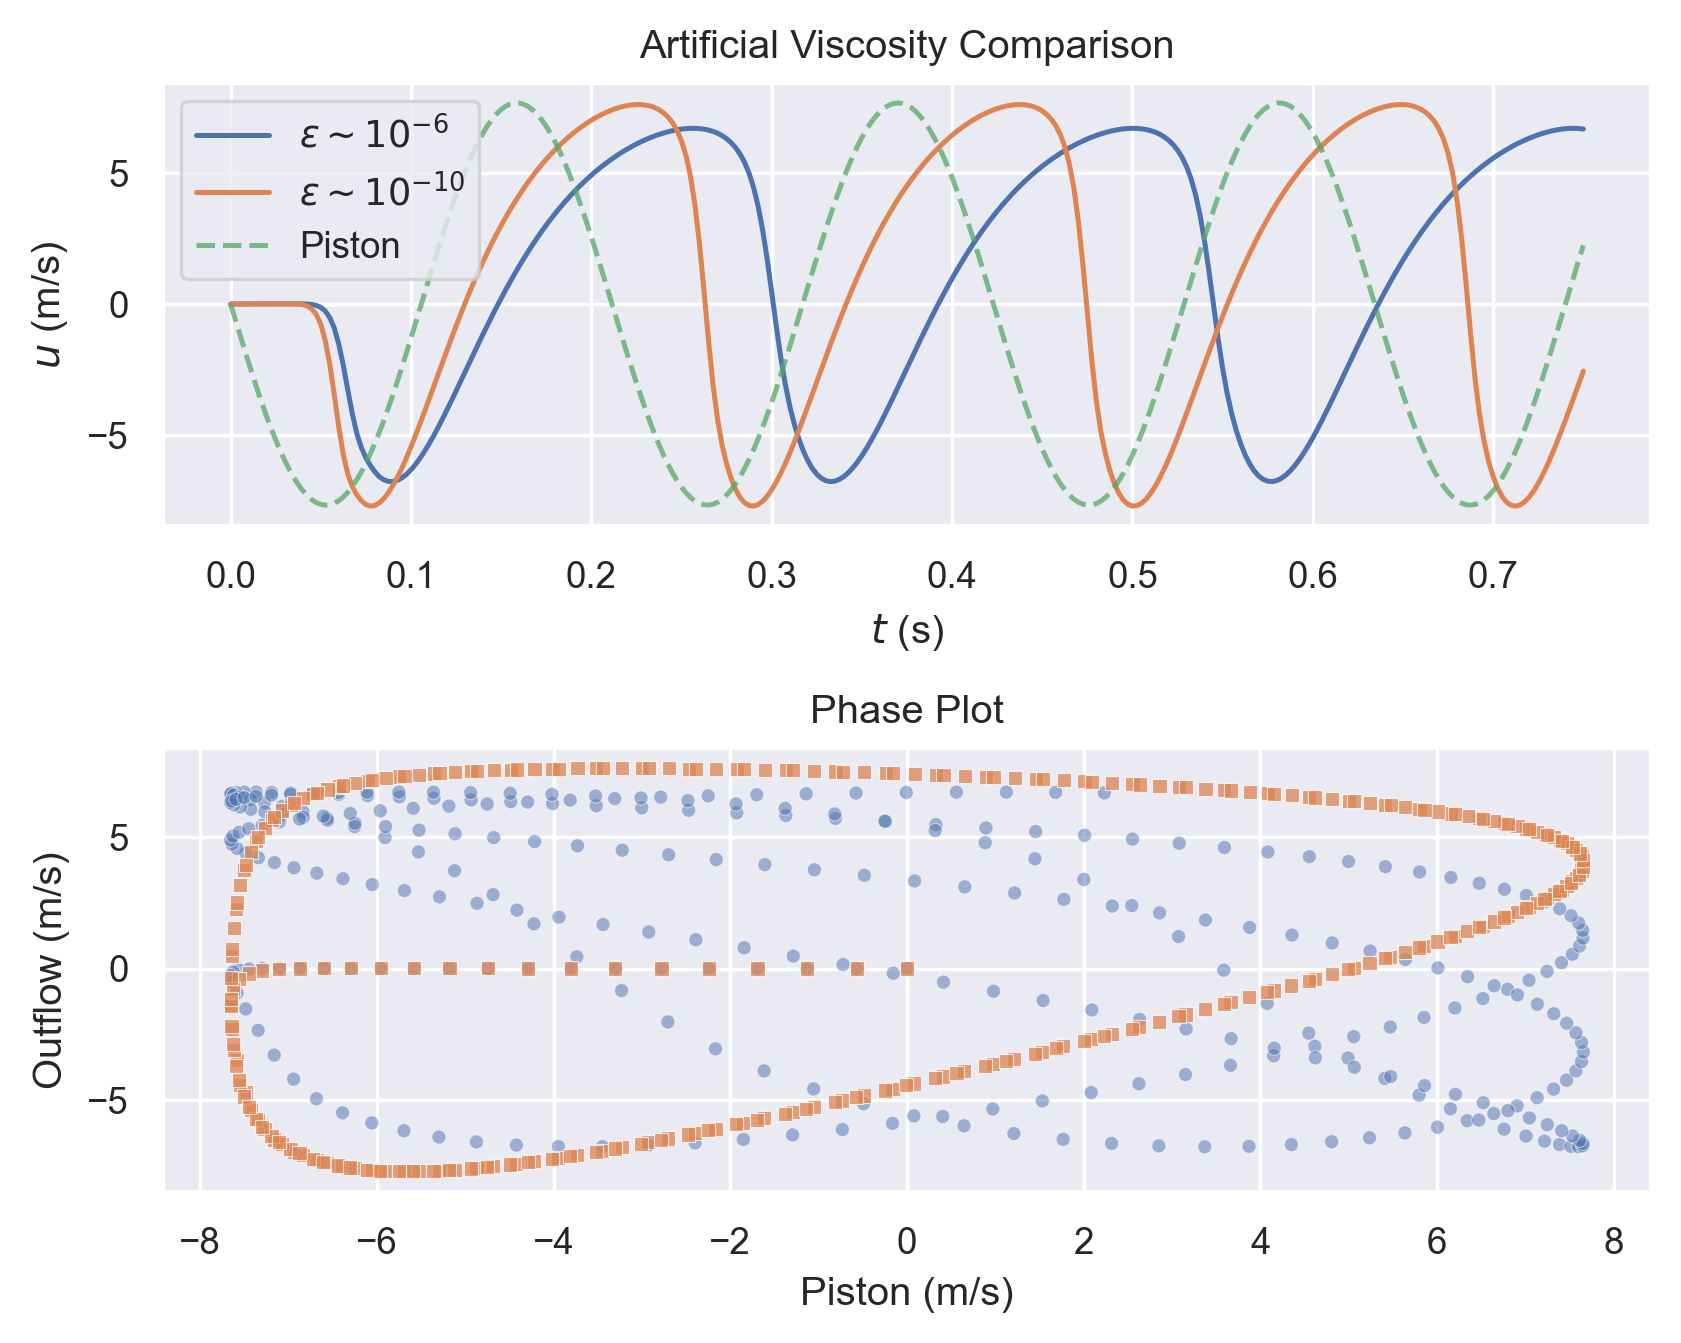 Artificial Viscosity Comparison
ε ~ 10⁻⁶
ε ~ 10⁻¹⁰
Piston
5
0
−5
u (m/s)
0.0 0.1 0.2 0.3 0.4 0.5 0.6 0.7
t (s)
Phase Plot
5
0
−5
Outflow (m/s)
−8 −6 −4 −2 0 2 4 6 8
Piston (m/s)